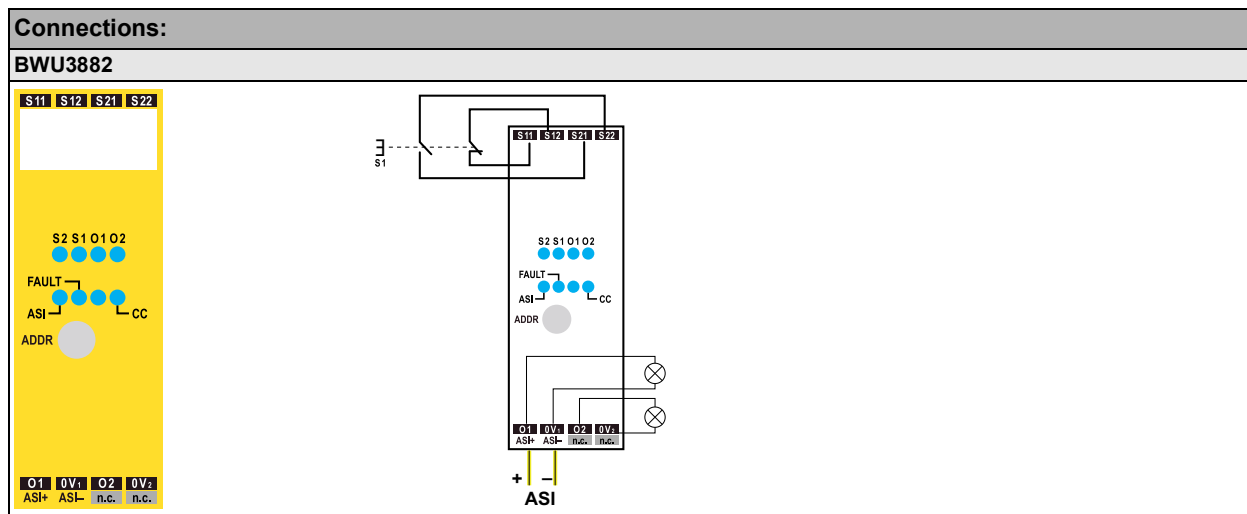 Connections:
BWU3882
S11 S12 S21 S22
S2 S1 O1 O2
FAULT
ASI CC
ADDR
O1 0V1 O2 0V2
ASI+ ASI– n.c. n.c.
S1
S11 S12 S21 S22
S2 S1 O1 O2
FAULT
ASI CC
ADDR
O1 0V1 O2 0V2
ASI+ ASI– n.c. n.c.
+ –
ASI